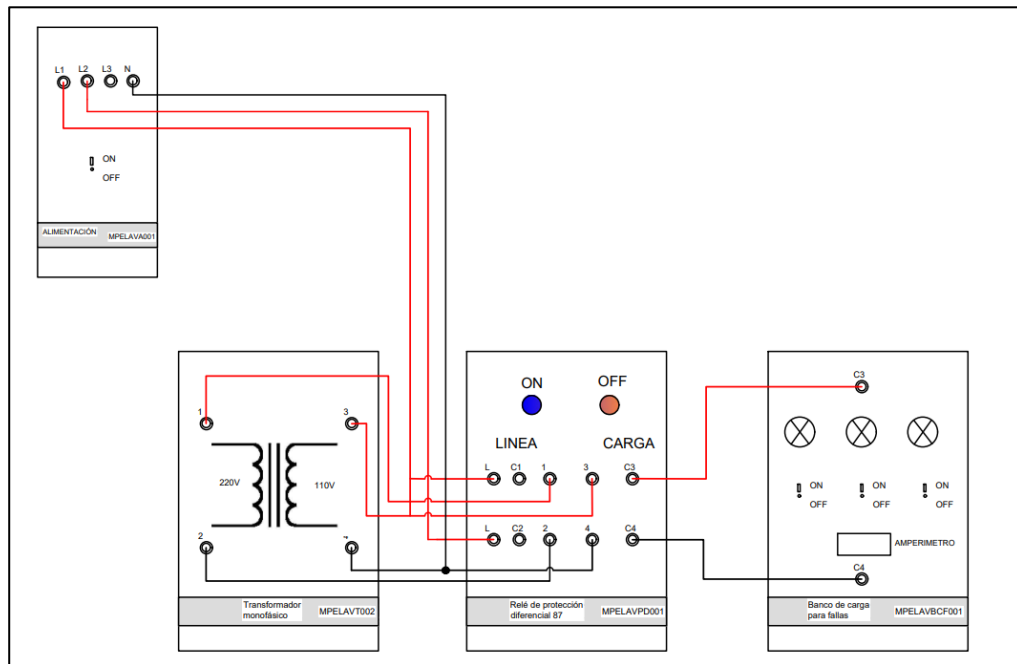 L1 L2 L3 N
ON
OFF
ALIMENTACIÓN MPELAVA001
1 3
220V 110V
2
Transformador
monofásico
MPELAVT002
ON OFF
LINEA CARGA
L C1 1 3 C3
L C2 2 4 C4
Relé de protección
diferencial 87
MPELAVPD001
C3
ON ON ON
OFF OFF OFF
AMPERIMETRO
C4
Banco de carga
para fallas
MPELAVBCF001